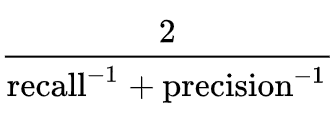 2
recall⁻¹ + precision⁻¹